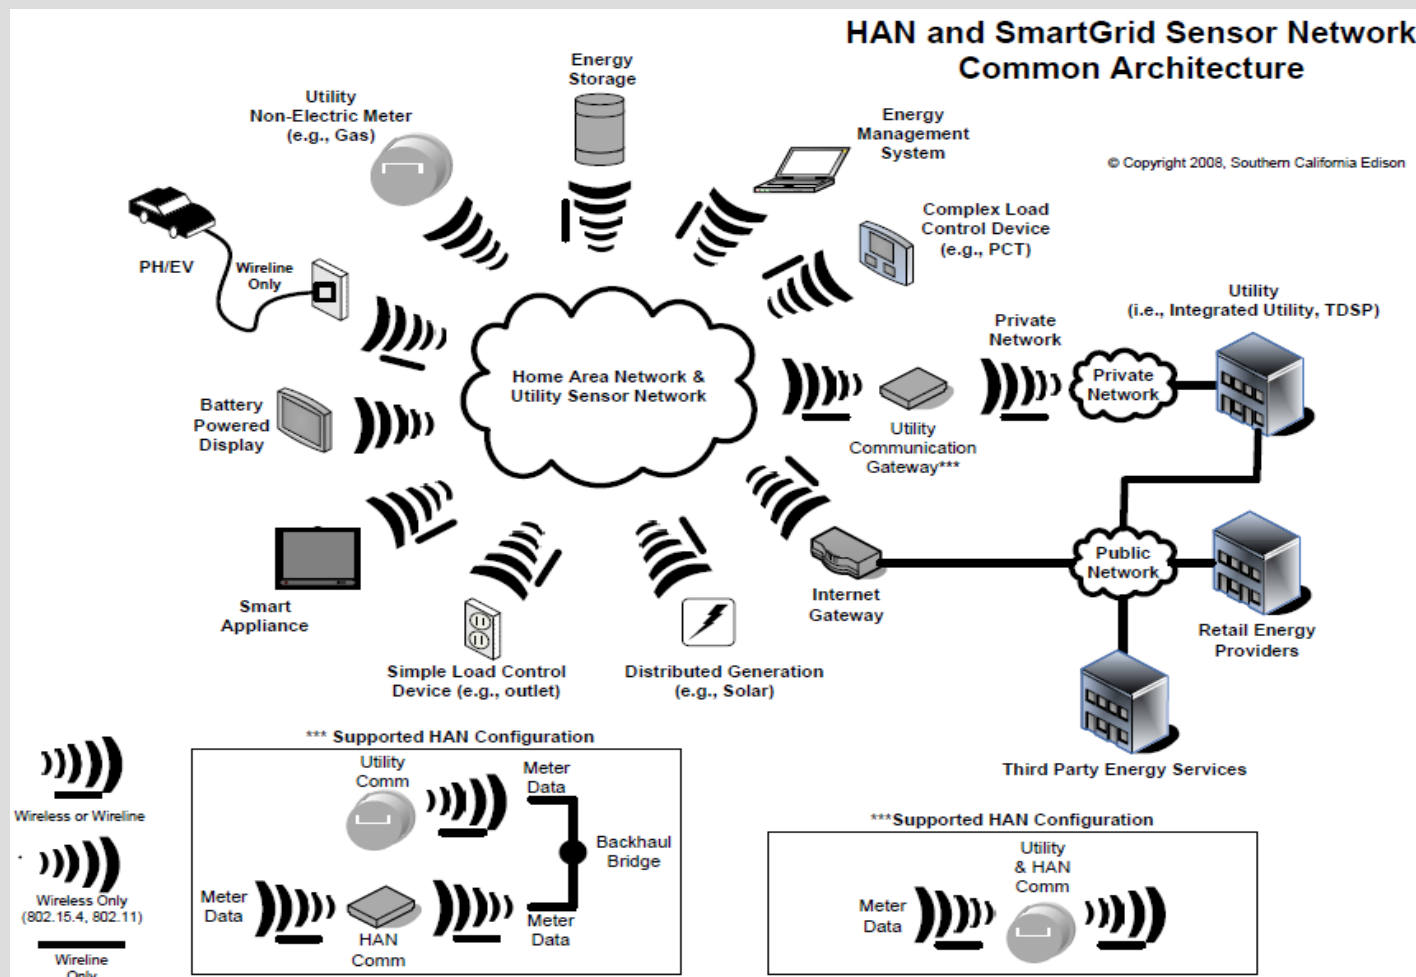 HAN and SmartGrid Sensor Network
Common Architecture
© Copyright 2008, Southern California Edison
Energy
Storage
Utility
Non-Electric Meter
(e.g., Gas)
Energy
Management
System
Complex Load
Control Device
(e.g., PCT)
PH/EV
Wireline
Only
Utility
(i.e., Integrated Utility, TDSP)
Private
Network
Private
Network
Home Area Network &
Utility Sensor Network
Battery
Powered
Display
Utility
Communication
Gateway***
Public
Network
Internet
Gateway
Smart
Appliance
Retail Energy
Providers
Simple Load Control
Device (e.g., outlet)
Distributed Generation
(e.g., Solar)
Third Party Energy Services
*** Supported HAN Configuration
Utility
Comm
Meter
Data
Backhaul
Bridge
Meter
Data
HAN
Comm
Meter
Data
***Supported HAN Configuration
Utility
& HAN
Comm
Meter
Data
Wireless or Wireline
Wireless Only
(802.15.4, 802.11)
Wireline
Only